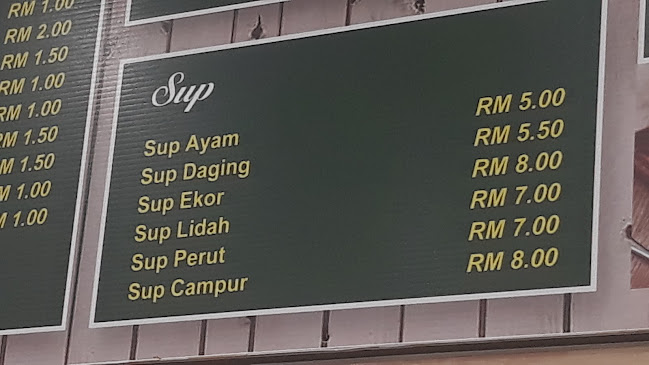 RM 1.00
RM 2.00
RM 1.50
RM 1.00
RM 1.00
RM 1.50
RM 1.50
RM 1.00
RM 1.00
Sup
Sup Ayam RM 5.00
Sup Daging RM 5.50
Sup Ekor RM 8.00
Sup Lidah RM 7.00
Sup Perut RM 7.00
Sup Campur RM 8.00